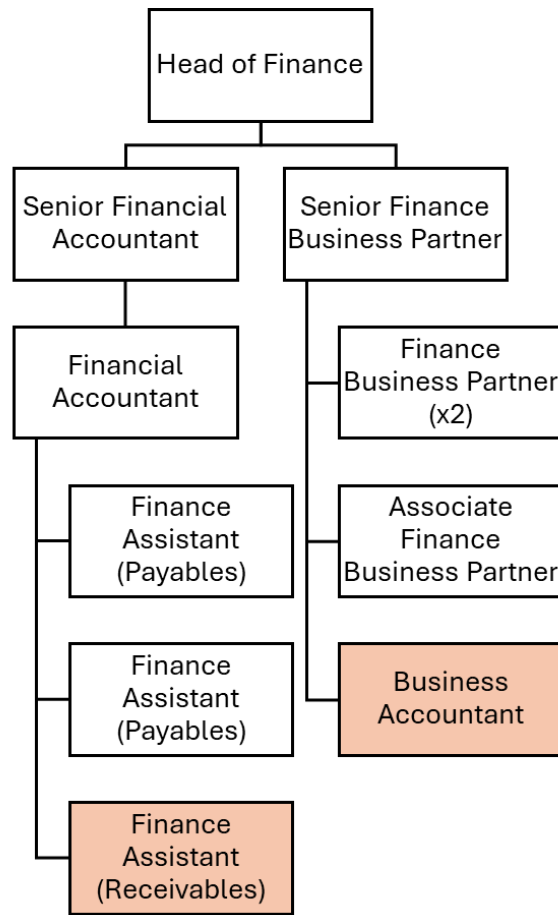 Head of Finance
Senior Financial
Accountant
Senior Finance
Business Partner
Financial
Accountant
Finance
Business Partner
(x2)
Finance
Assistant
(Payables)
Associate
Finance
Business Partner
Finance
Assistant
(Payables)
Business
Accountant
Finance
Assistant
(Receivables)